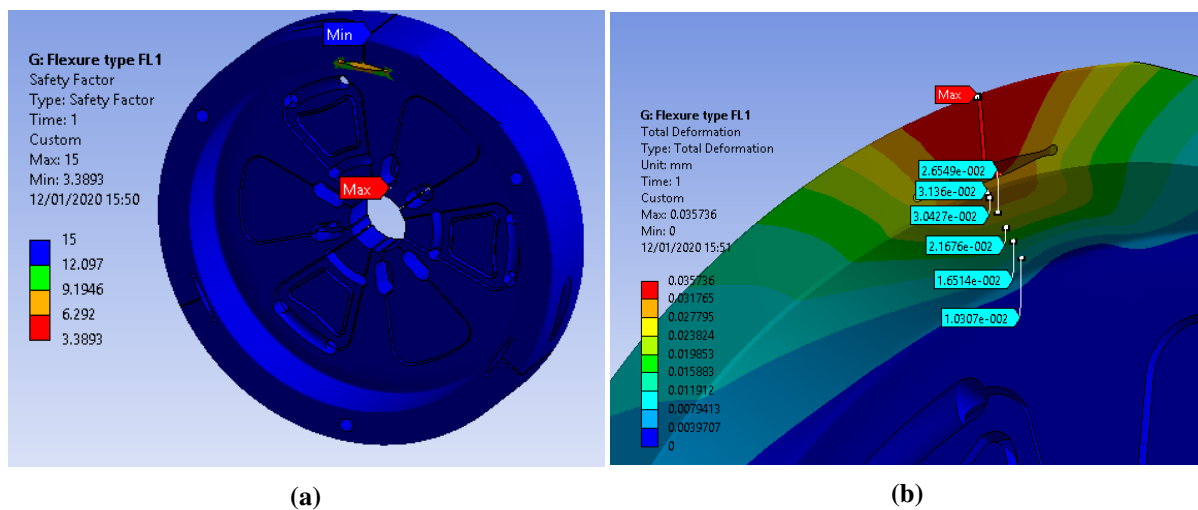 G: Flexure type FL1
Safety Factor
Type: Safety Factor
Time: 1
Custom
Max: 15
Min: 3.3893
12/01/2020 15:50
15
12.097
9.1946
6.292
3.3893
Min
Max
(a)
G: Flexure type FL1
Total Deformation
Type: Total Deformation
Unit: mm
Time: 1
Custom
Max: 0.035736
Min: 0
12/01/2020 15:51
0.035736
0.031765
0.027795
0.023824
0.019853
0.015883
0.011912
0.0079413
0.0039707
0
Max
2.6549e-002
3.136e-002
3.0427e-002
2.1676e-002
1.6514e-002
1.0307e-002
(b)